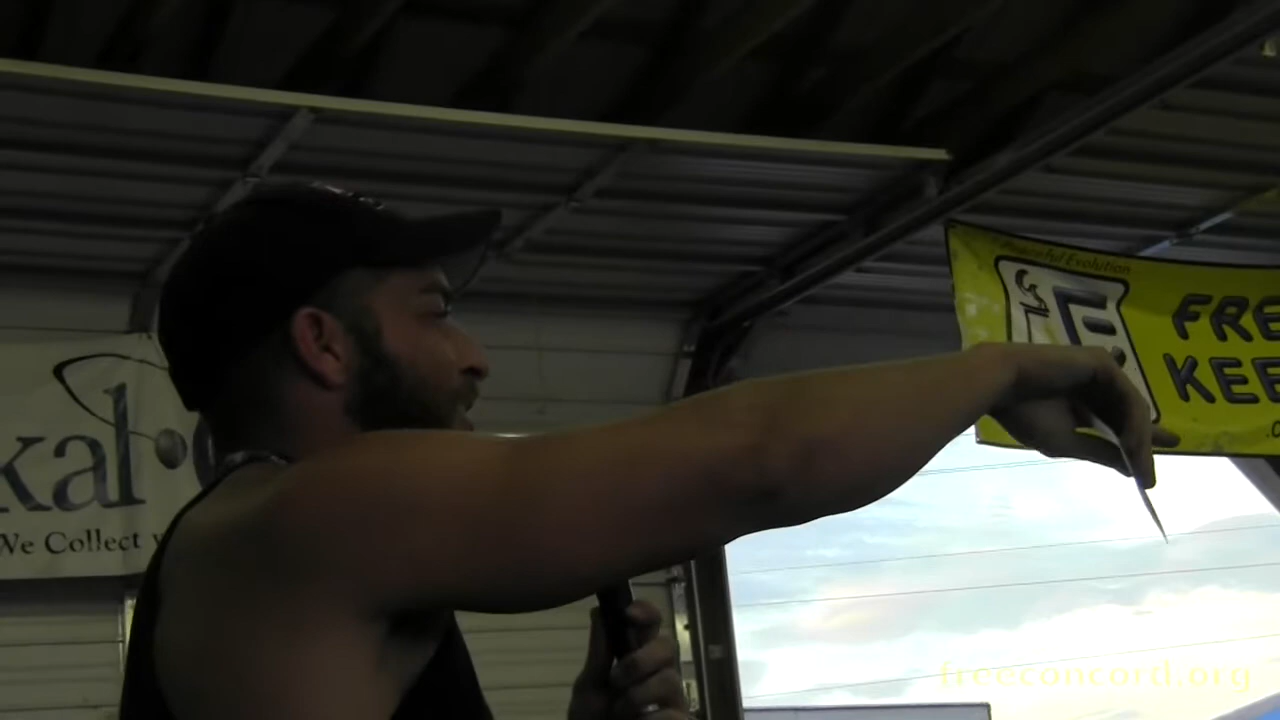 Peaceful Evolution
FRE
KEE
kal•
We Collect
freeconcord.org